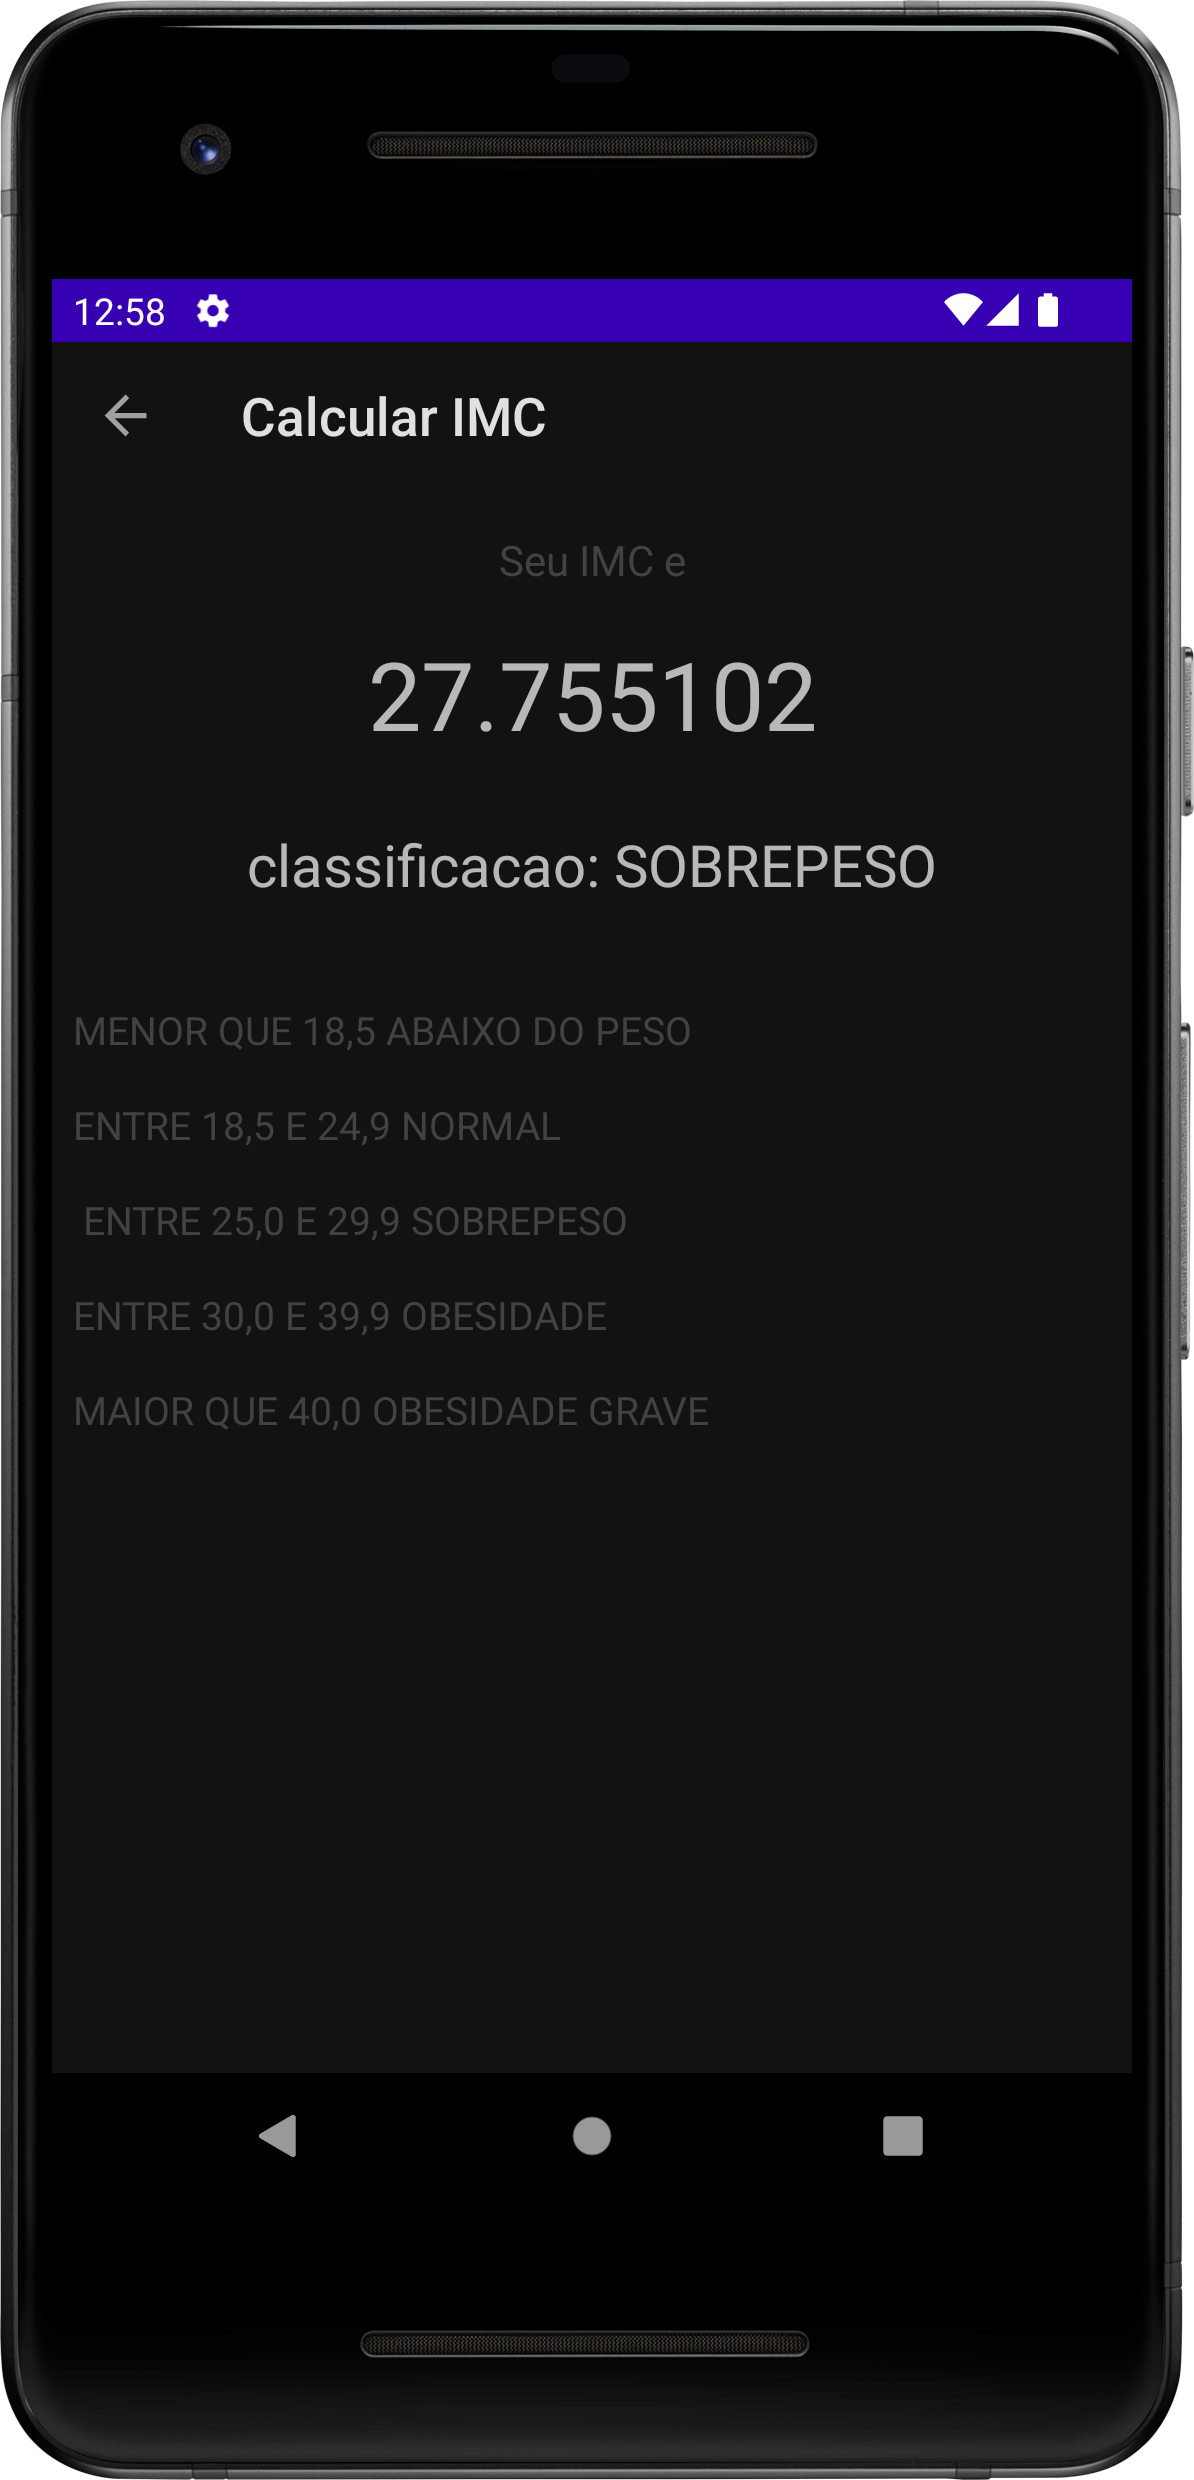 12:58
Calcular IMC
Seu IMC e
27.755102
classificacao: SOBREPESO
MENOR QUE 18,5 ABAIXO DO PESO
ENTRE 18,5 E 24,9 NORMAL
ENTRE 25,0 E 29,9 SOBREPESO
ENTRE 30,0 E 39,9 OBESIDADE
MAIOR QUE 40,0 OBESIDADE GRAVE